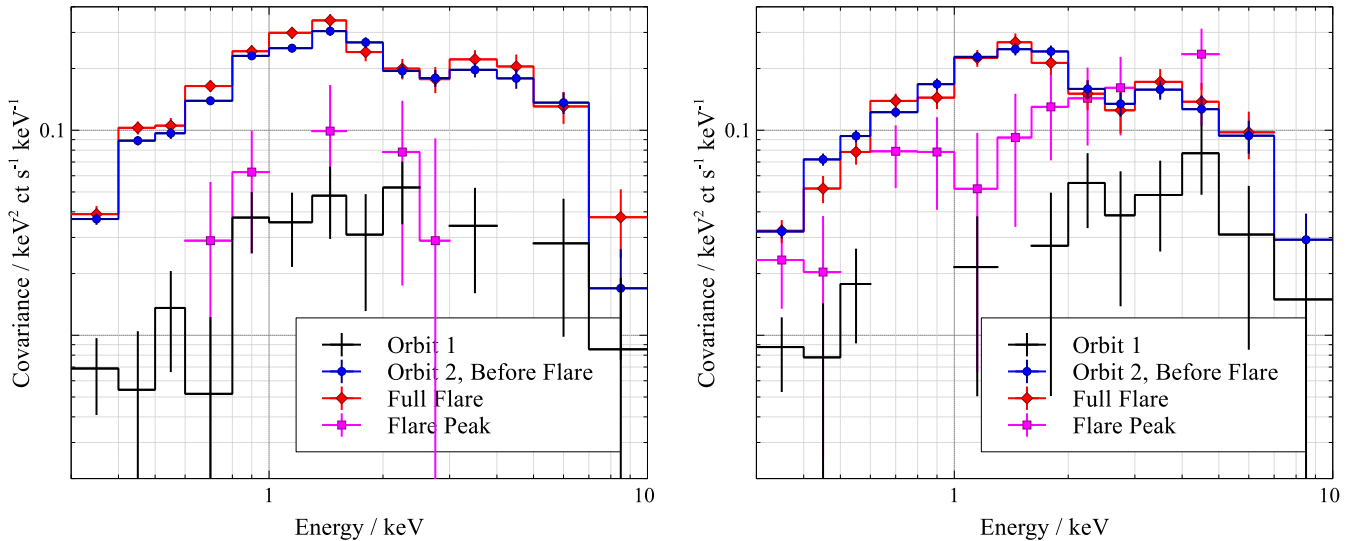 Covariance / keV² ct s⁻¹ keV⁻¹
0.1
Orbit 1
Orbit 2, Before Flare
Full Flare
Flare Peak
1
10
Energy / keV
Covariance / keV² ct s⁻¹ keV⁻¹
0.1
Orbit 1
Orbit 2, Before Flare
Full Flare
Flare Peak
1
10
Energy / keV